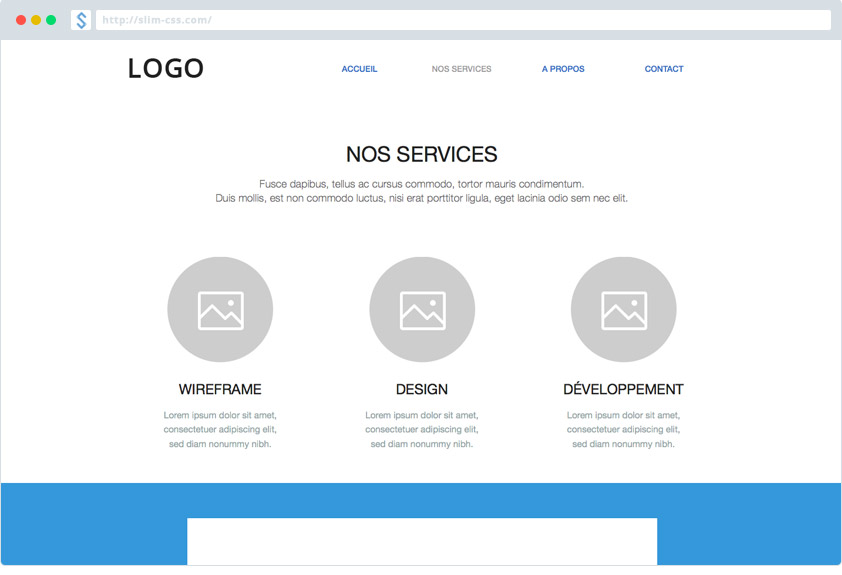 http://slim-css.com/
LOGO
ACCUEIL
NOS SERVICES
A PROPOS
CONTACT
NOS SERVICES
Fusce dapibus, tellus ac cursus commodo, tortor mauris condimentum.
Duis mollis, est non commodo luctus, nisi erat porttitor ligula, eget lacinia odio sem nec elit.
WIREFRAME
Lorem ipsum dolor sit amet,
consectetuer adipiscing elit,
sed diam nonummy nibh.
DESIGN
Lorem ipsum dolor sit amet,
consectetuer adipiscing elit,
sed diam nonummy nibh.
DÉVELOPPEMENT
Lorem ipsum dolor sit amet,
consectetuer adipiscing elit,
sed diam nonummy nibh.